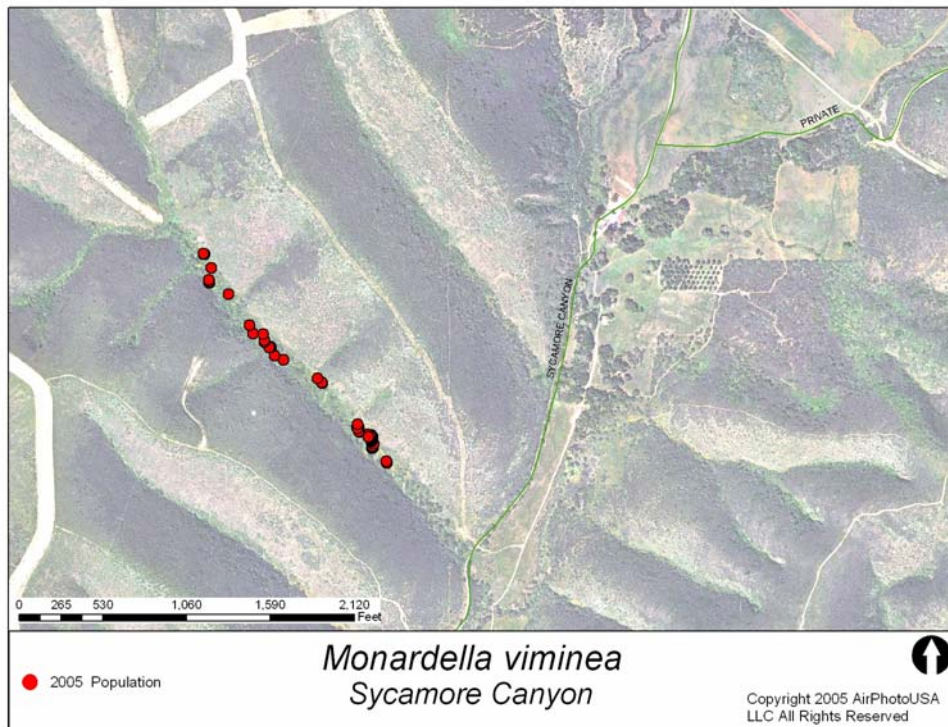 PRIVATE
SYCAMORE CANYON
0 265 530 1,060 1,590 2,120
Feet
Monardella viminea
Sycamore Canyon
2005 Population
Copyright 2005 AirPhotoUSA
LLC All Rights Reserved